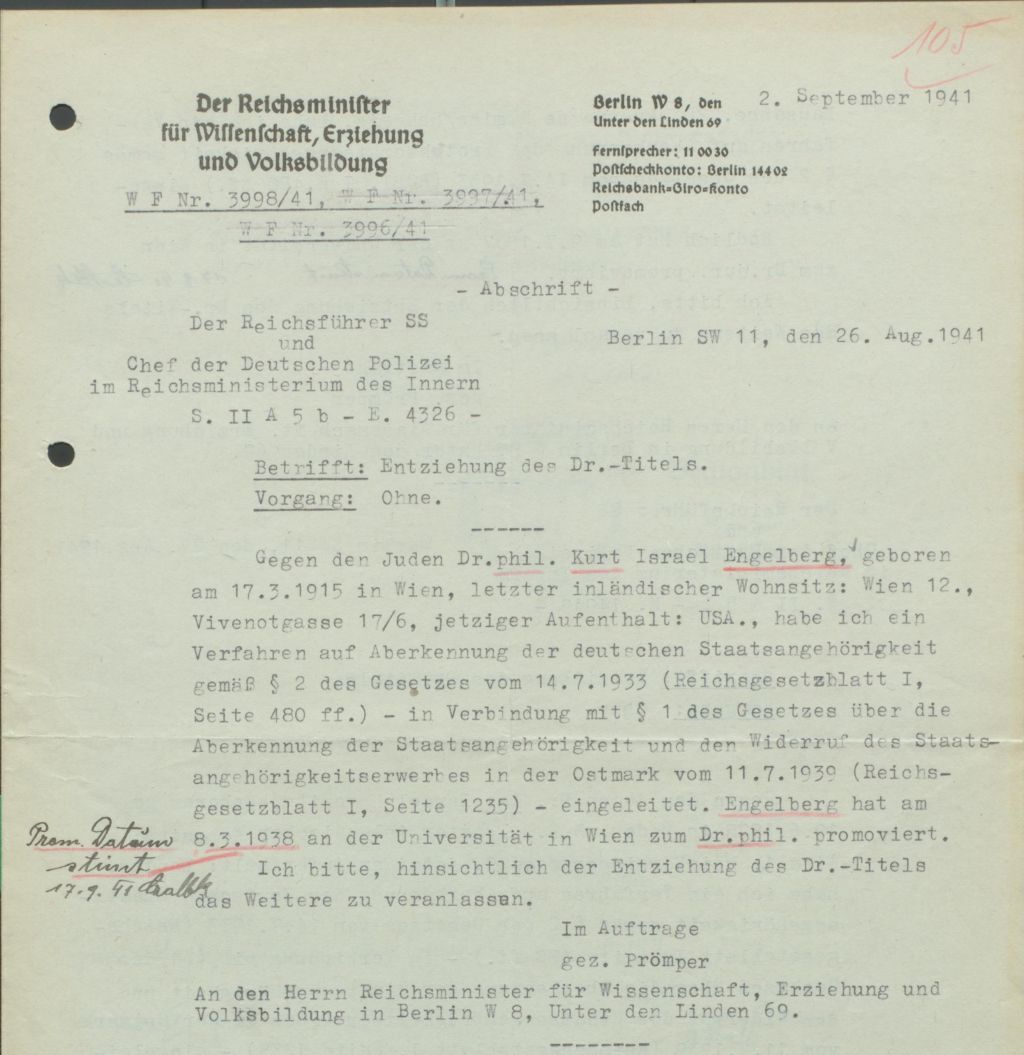 105
Der Reichsminister
für Wissenschaft, Erziehung
und Volksbildung
W F Nr. 3998/41, W F Nr. 3997/41,
W F Nr. 3996/41
Berlin W 8, den 2. September 1941
Unter den Linden 69
Fernsprecher: 11 00 30
Postscheckkonto: Berlin 144 02
Reichsbank=Giro=Konto
Postfach
- Abschrift -
Der Reichsführer SS
und
Chef der Deutschen Polizei
im Reichsministerium des Innern
S. II A 5 b - E. 4326 -
Berlin SW 11, den 26. Aug.1941
Betrifft: Entziehung des Dr.-Titels.
Vorgang: Ohne.
------
Gegen den Juden Dr.phil. Kurt Israel Engelberg, geboren
am 17.3.1915 in Wien, letzter inländischer Wohnsitz: Wien 12.,
Vivenotgasse 17/6, jetziger Aufenthalt: USA., habe ich ein
Verfahren auf Aberkennung der deutschen Staatsangehörigkeit
gemäß § 2 des Gesetzes vom 14.7.1933 (Reichsgesetzblatt I,
Seite 480 ff.) - in Verbindung mit § 1 des Gesetzes über die
Aberkennung der Staatsangehörigkeit und den Widerruf des Staats-
angehörigkeitserwerbes in der Ostmark vom 11.7.1939 (Reichs-
gesetzblatt I, Seite 1235) - eingeleitet. Engelberg hat am
8.3.1938 an der Universität in Wien zum Dr.phil. promoviert.
Ich bitte, hinsichtlich der Entziehung des Dr.-Titels
das Weitere zu veranlassen.
Prom. Datum
stimt
17.9.41
Im Auftrage
gez. Prömper
An den Herrn Reichsminister für Wissenschaft, Erziehung und
Volksbildung in Berlin W 8, Unter den Linden 69.
--------